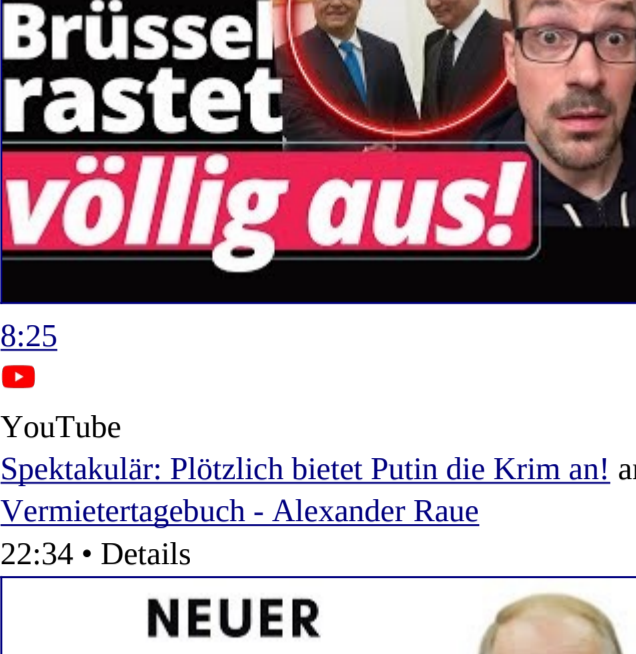 Brüssel
rastet
völlig aus!
8:25
YouTube
Spektakulär: Plötzlich bietet Putin die Krim an!
Vermietertagebuch - Alexander Raue
22:34 • Details
NEUER